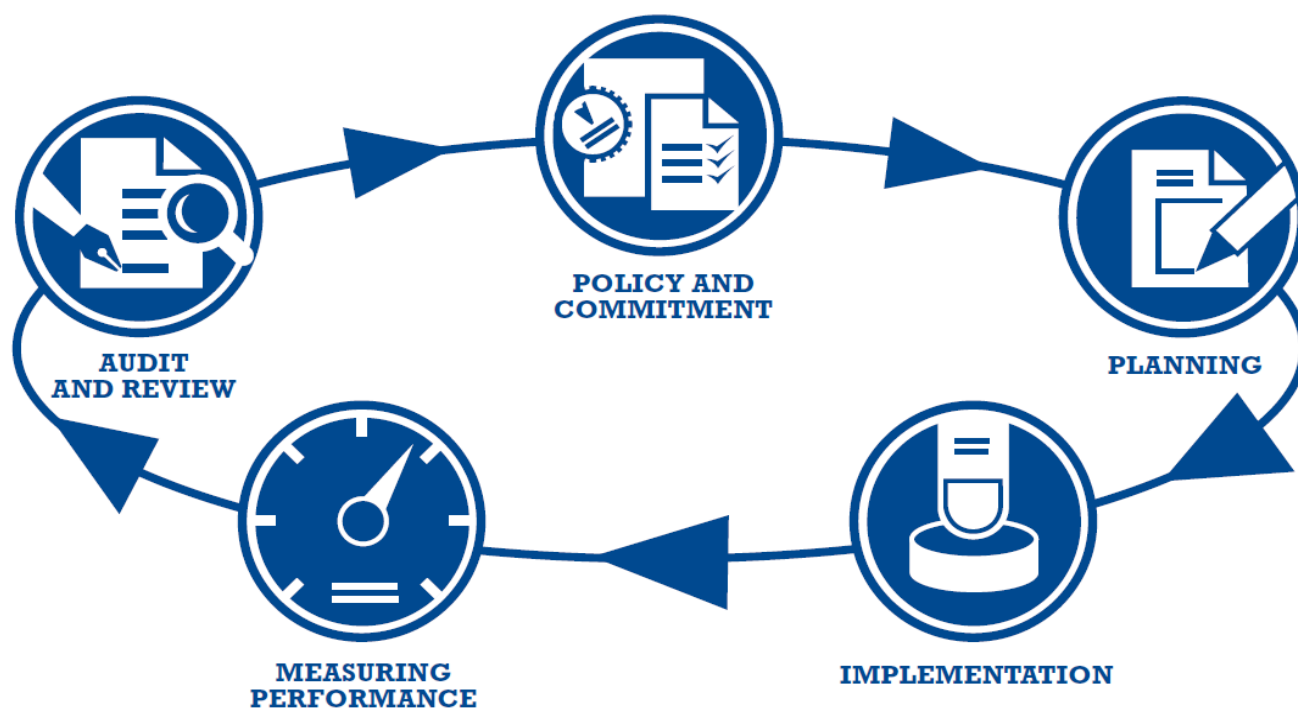 POLICY AND
COMMITMENT
AUDIT
AND REVIEW
PLANNING
MEASURING
PERFORMANCE
IMPLEMENTATION